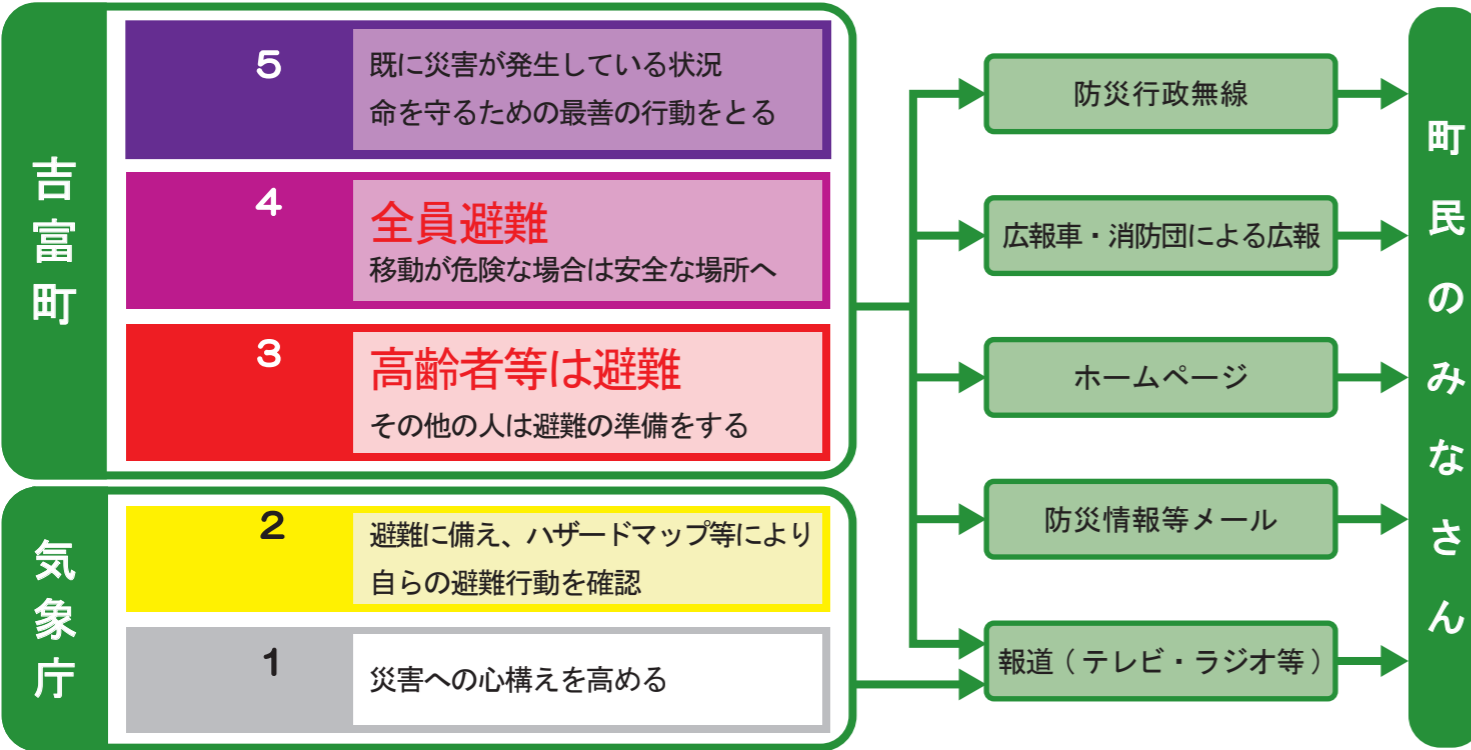 吉富町
5
既に災害が発生している状況
命を守るための最善の行動をとる
4
全員避難
移動が危険な場合は安全な場所へ
3
高齢者等は避難
その他の人は避難の準備をする
気象庁
2
避難に備え、ハザードマップ等により
自らの避難行動を確認
1
災害への心構えを高める
防災行政無線
広報車・消防団による広報
ホームページ
防災情報等メール
報道（テレビ・ラジオ等）
町民のみなさん